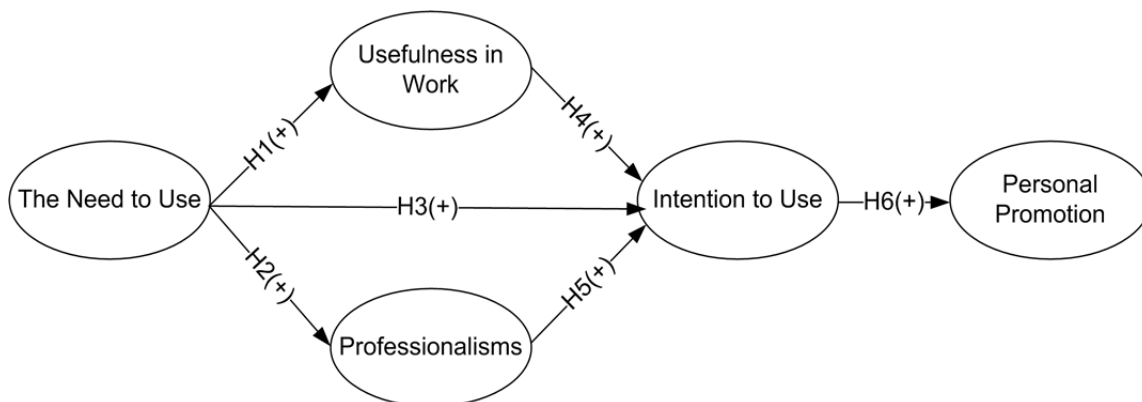 Usefulness in
Work
H1(+)
H4(+)
The Need to Use
H3(+)
Intention to Use
H6(+)
Personal
Promotion
H2(+)
H5(+)
Professionalisms